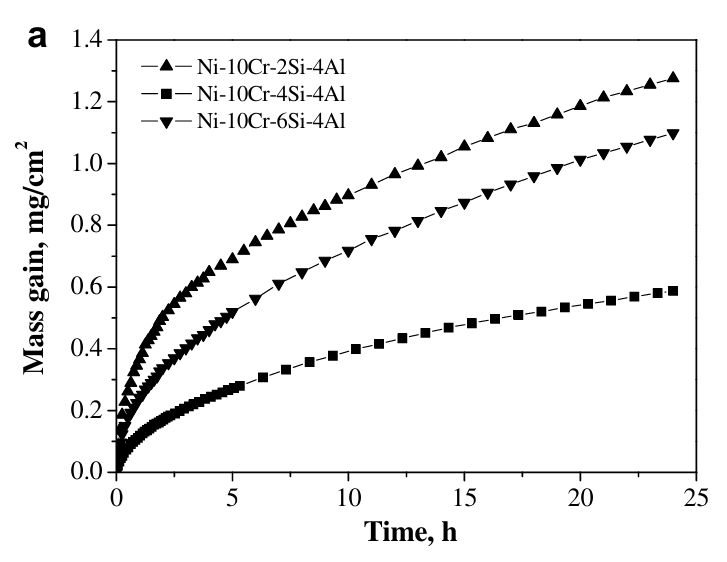 a
Ni-10Cr-2Si-4Al
Ni-10Cr-4Si-4Al
Ni-10Cr-6Si-4Al
Mass gain, mg/cm²
1.4
1.2
1.0
0.8
0.6
0.4
0.2
0.0
0 5 10 15 20 25
Time, h